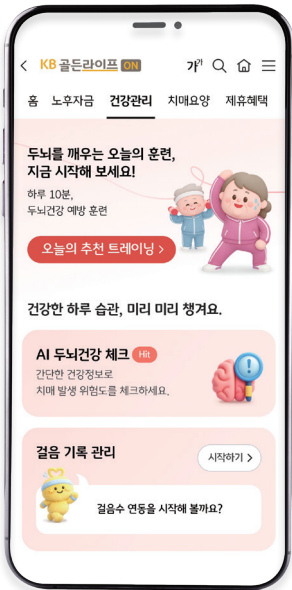 KB 골든라이프 ON
가가
홈 노후자금 건강관리 치매요양 제휴혜택
두뇌를 깨우는 오늘의 훈련,
지금 시작해 보세요!
하루 10분,
두뇌건강 예방 훈련
오늘의 추천 트레이닝 >
건강한 하루 습관, 미리 미리 챙겨요.
AI 두뇌건강 체크 Hit
간단한 건강정보로
치매 발생 위험도를 체크하세요.
걸음 기록 관리
시작하기 >
걸음수 연동을 시작해 볼까요?